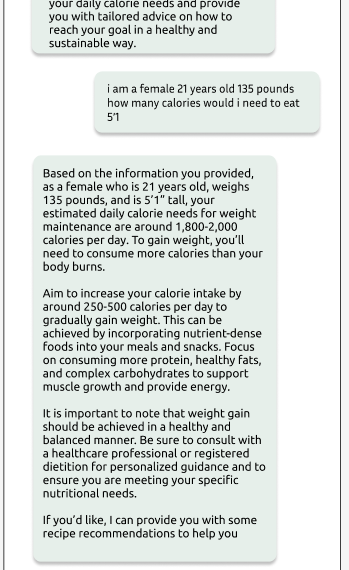 your daily calorie needs and provide
you with tailored advice on how to
reach your goal in a healthy and
sustainable way.
i am a female 21 years old 135 pounds
how many calories would i need to eat
5'1
Based on the information you provided,
as a female who is 21 years old, weighs
135 pounds, and is 5’1” tall, your
estimated daily calorie needs for weight
maintenance are around 1,800-2,000
calories per day. To gain weight, you’ll
need to consume more calories than your
body burns.
Aim to increase your calorie intake by
around 250-500 calories per day to
gradually gain weight. This can be
achieved by incorporating nutrient-dense
foods into your meals and snacks. Focus
on consuming more protein, healthy fats,
and complex carbohydrates to support
muscle growth and provide energy.
It is important to note that weight gain
should be achieved in a healthy and
balanced manner. Be sure to consult with
a healthcare professional or registered
dietition for personalized guidance and to
ensure you are meeting your specific
nutritional needs.
If you’d like, I can provide you with some
recipe recommendations to help you